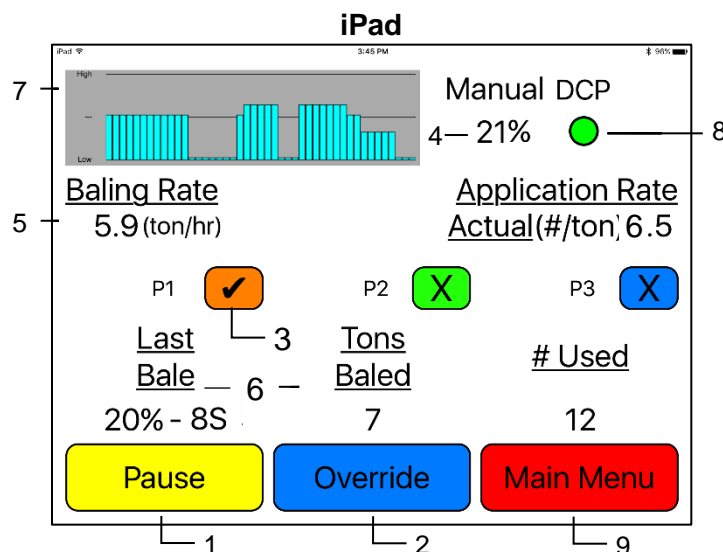 iPad
iPad 3:45 PM 96%
High
7
--
Low
Manual DCP
4 21% 8
Baling Rate
5 5.9 (ton/hr)
Application Rate
Actual(#/ton) 6.5
P1 ✔ P2 X P3 X
3
Last Bale
6
Tons Baled
# Used
20% - 8S 7 12
Pause Override Main Menu
1 2 9